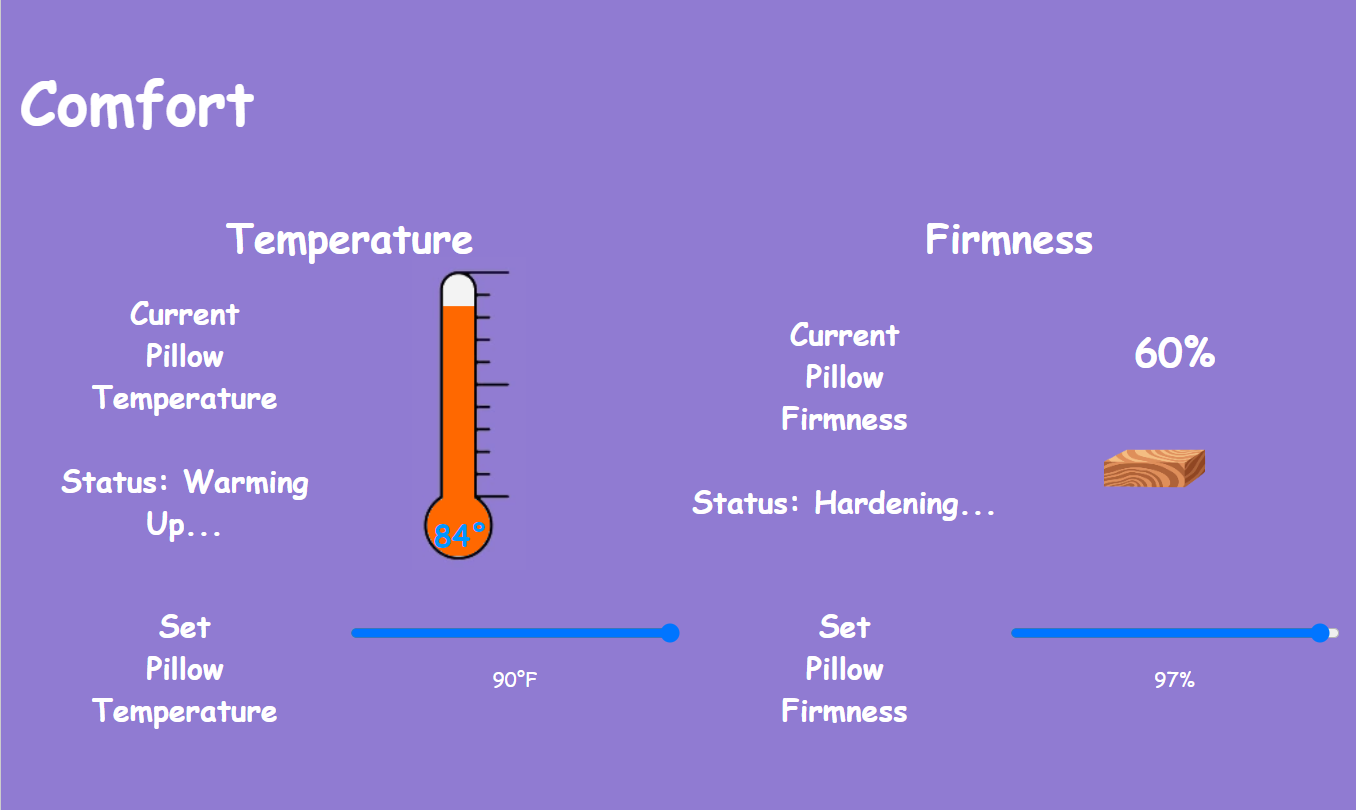 Comfort
Temperature
Current
Pillow
Temperature
Status: Warming
Up...
84°
Set
Pillow
Temperature
90°F
Firmness
Current
Pillow
Firmness
60%
Status: Hardening...
Set
Pillow
Firmness
97%